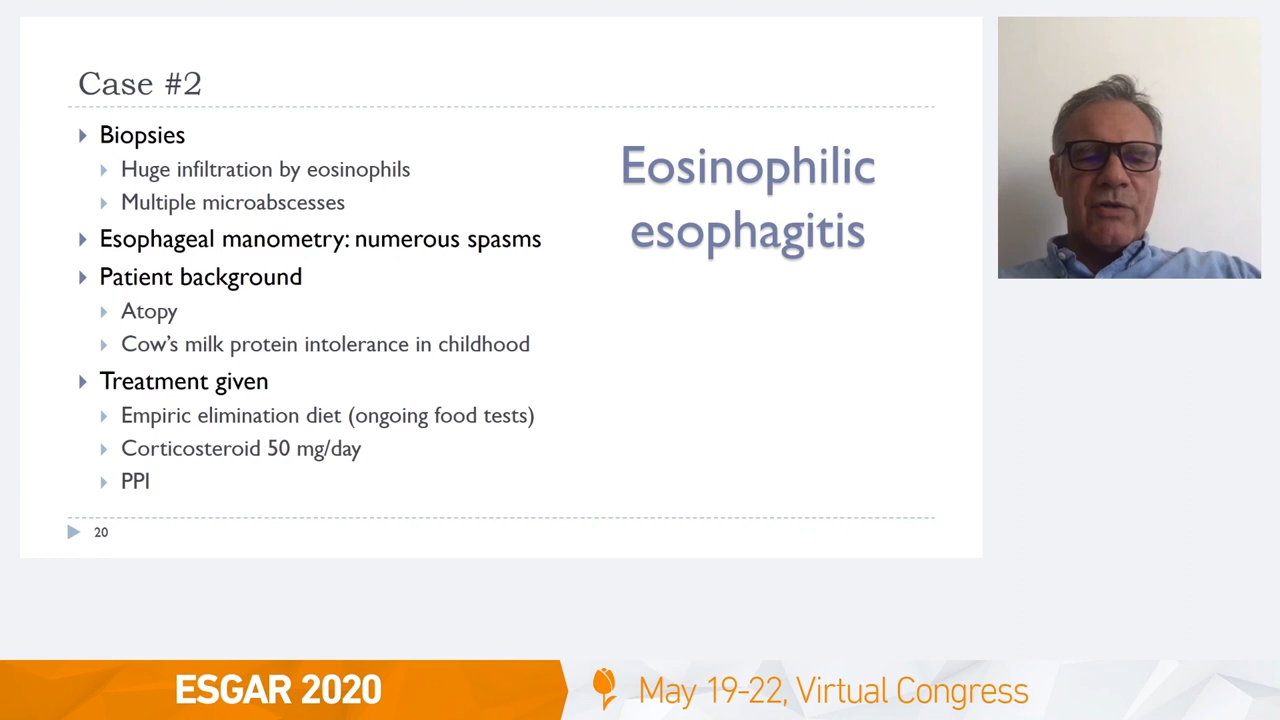 Case #2
Biopsies
Huge infiltration by eosinophils
Multiple microabscesses
Esophageal manometry: numerous spasms
Patient background
Atopy
Cow's milk protein intolerance in childhood
Treatment given
Empiric elimination diet (ongoing food tests)
Corticosteroid 50 mg/day
PPI
Eosinophilic
esophagitis
20
ESGAR 2020
May 19-22, Virtual Congress